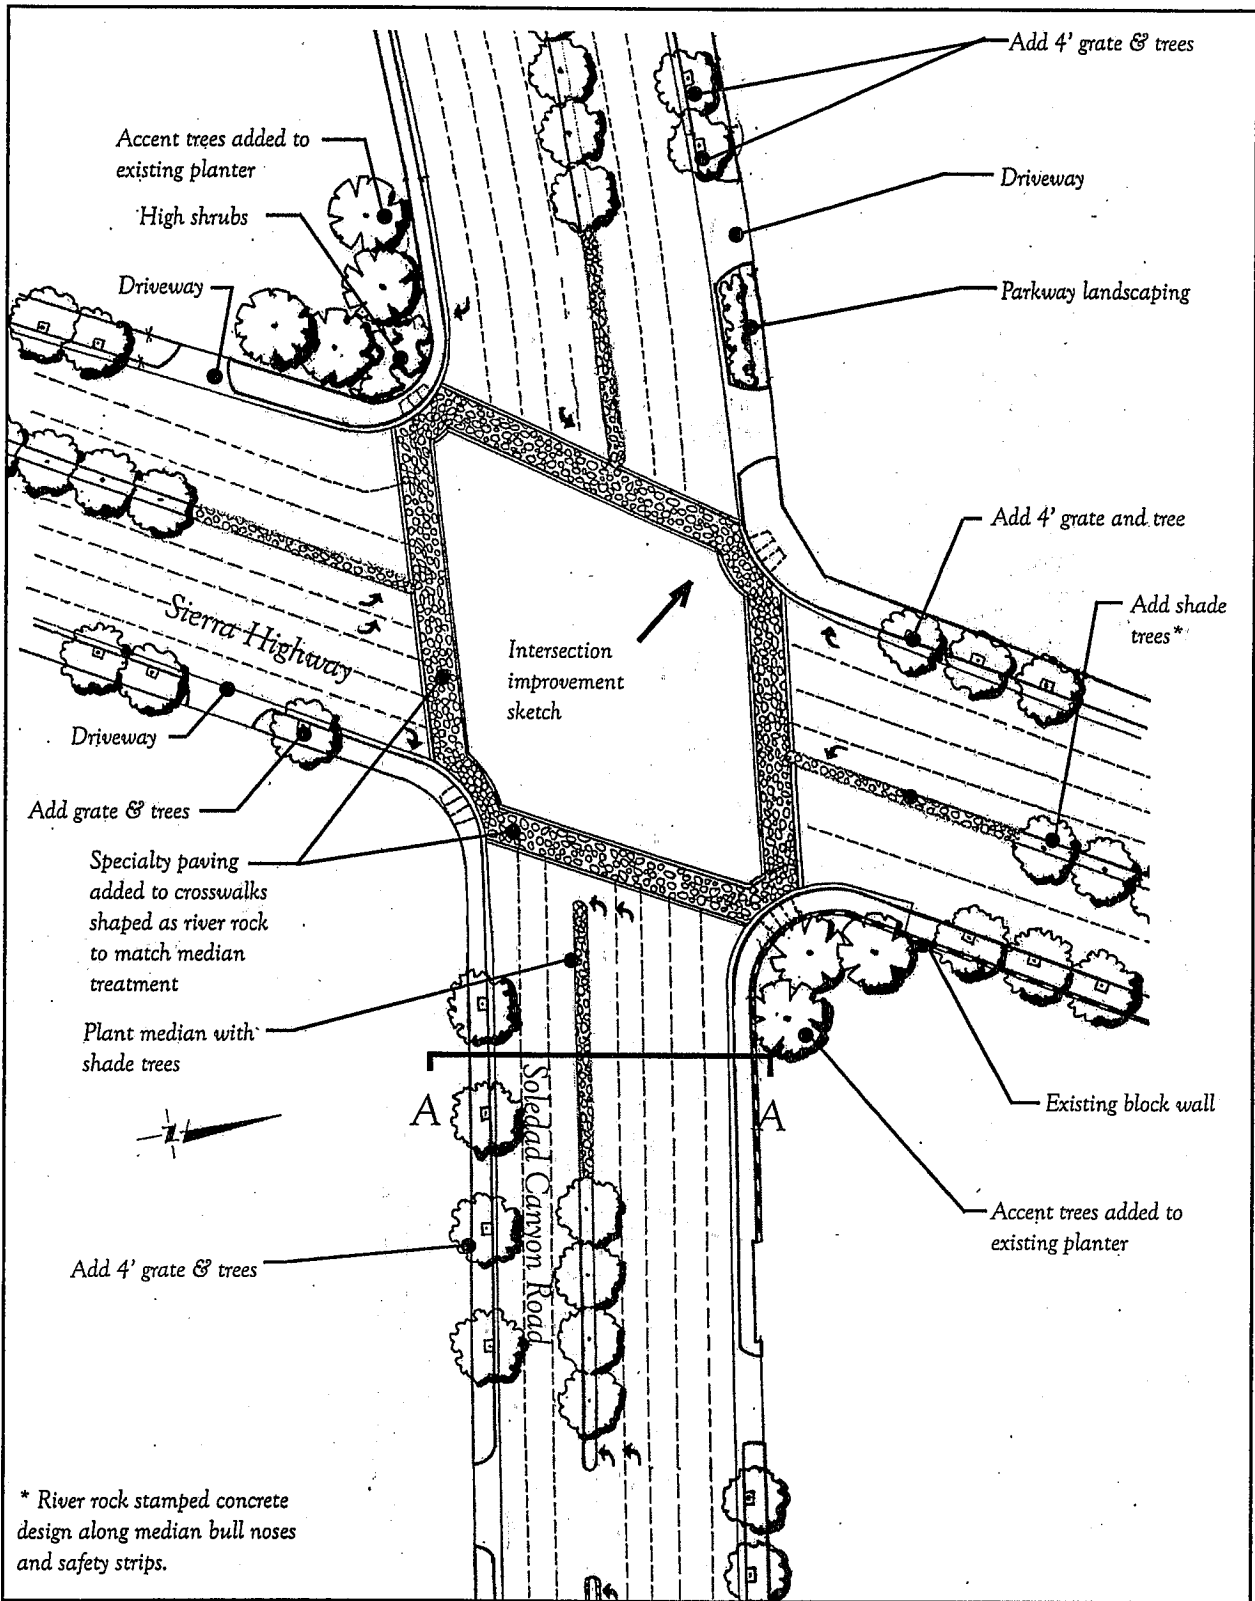 Add 4' grate & trees
Accent trees added to
existing planter
Driveway
High shrubs
Driveway
Parkway landscaping
Add 4' grate and tree
Add shade
trees*
Sierra Highway
Intersection
improvement
sketch
Driveway
Add grate & trees
Specialty paving
added to crosswalks
shaped as river rock
to match median
treatment
Plant median with
shade trees
A
A
Soledad Canyon Road
Existing block wall
Z
Accent trees added to
existing planter
Add 4' grate & trees
* River rock stamped concrete
design along median bull noses
and safety strips.